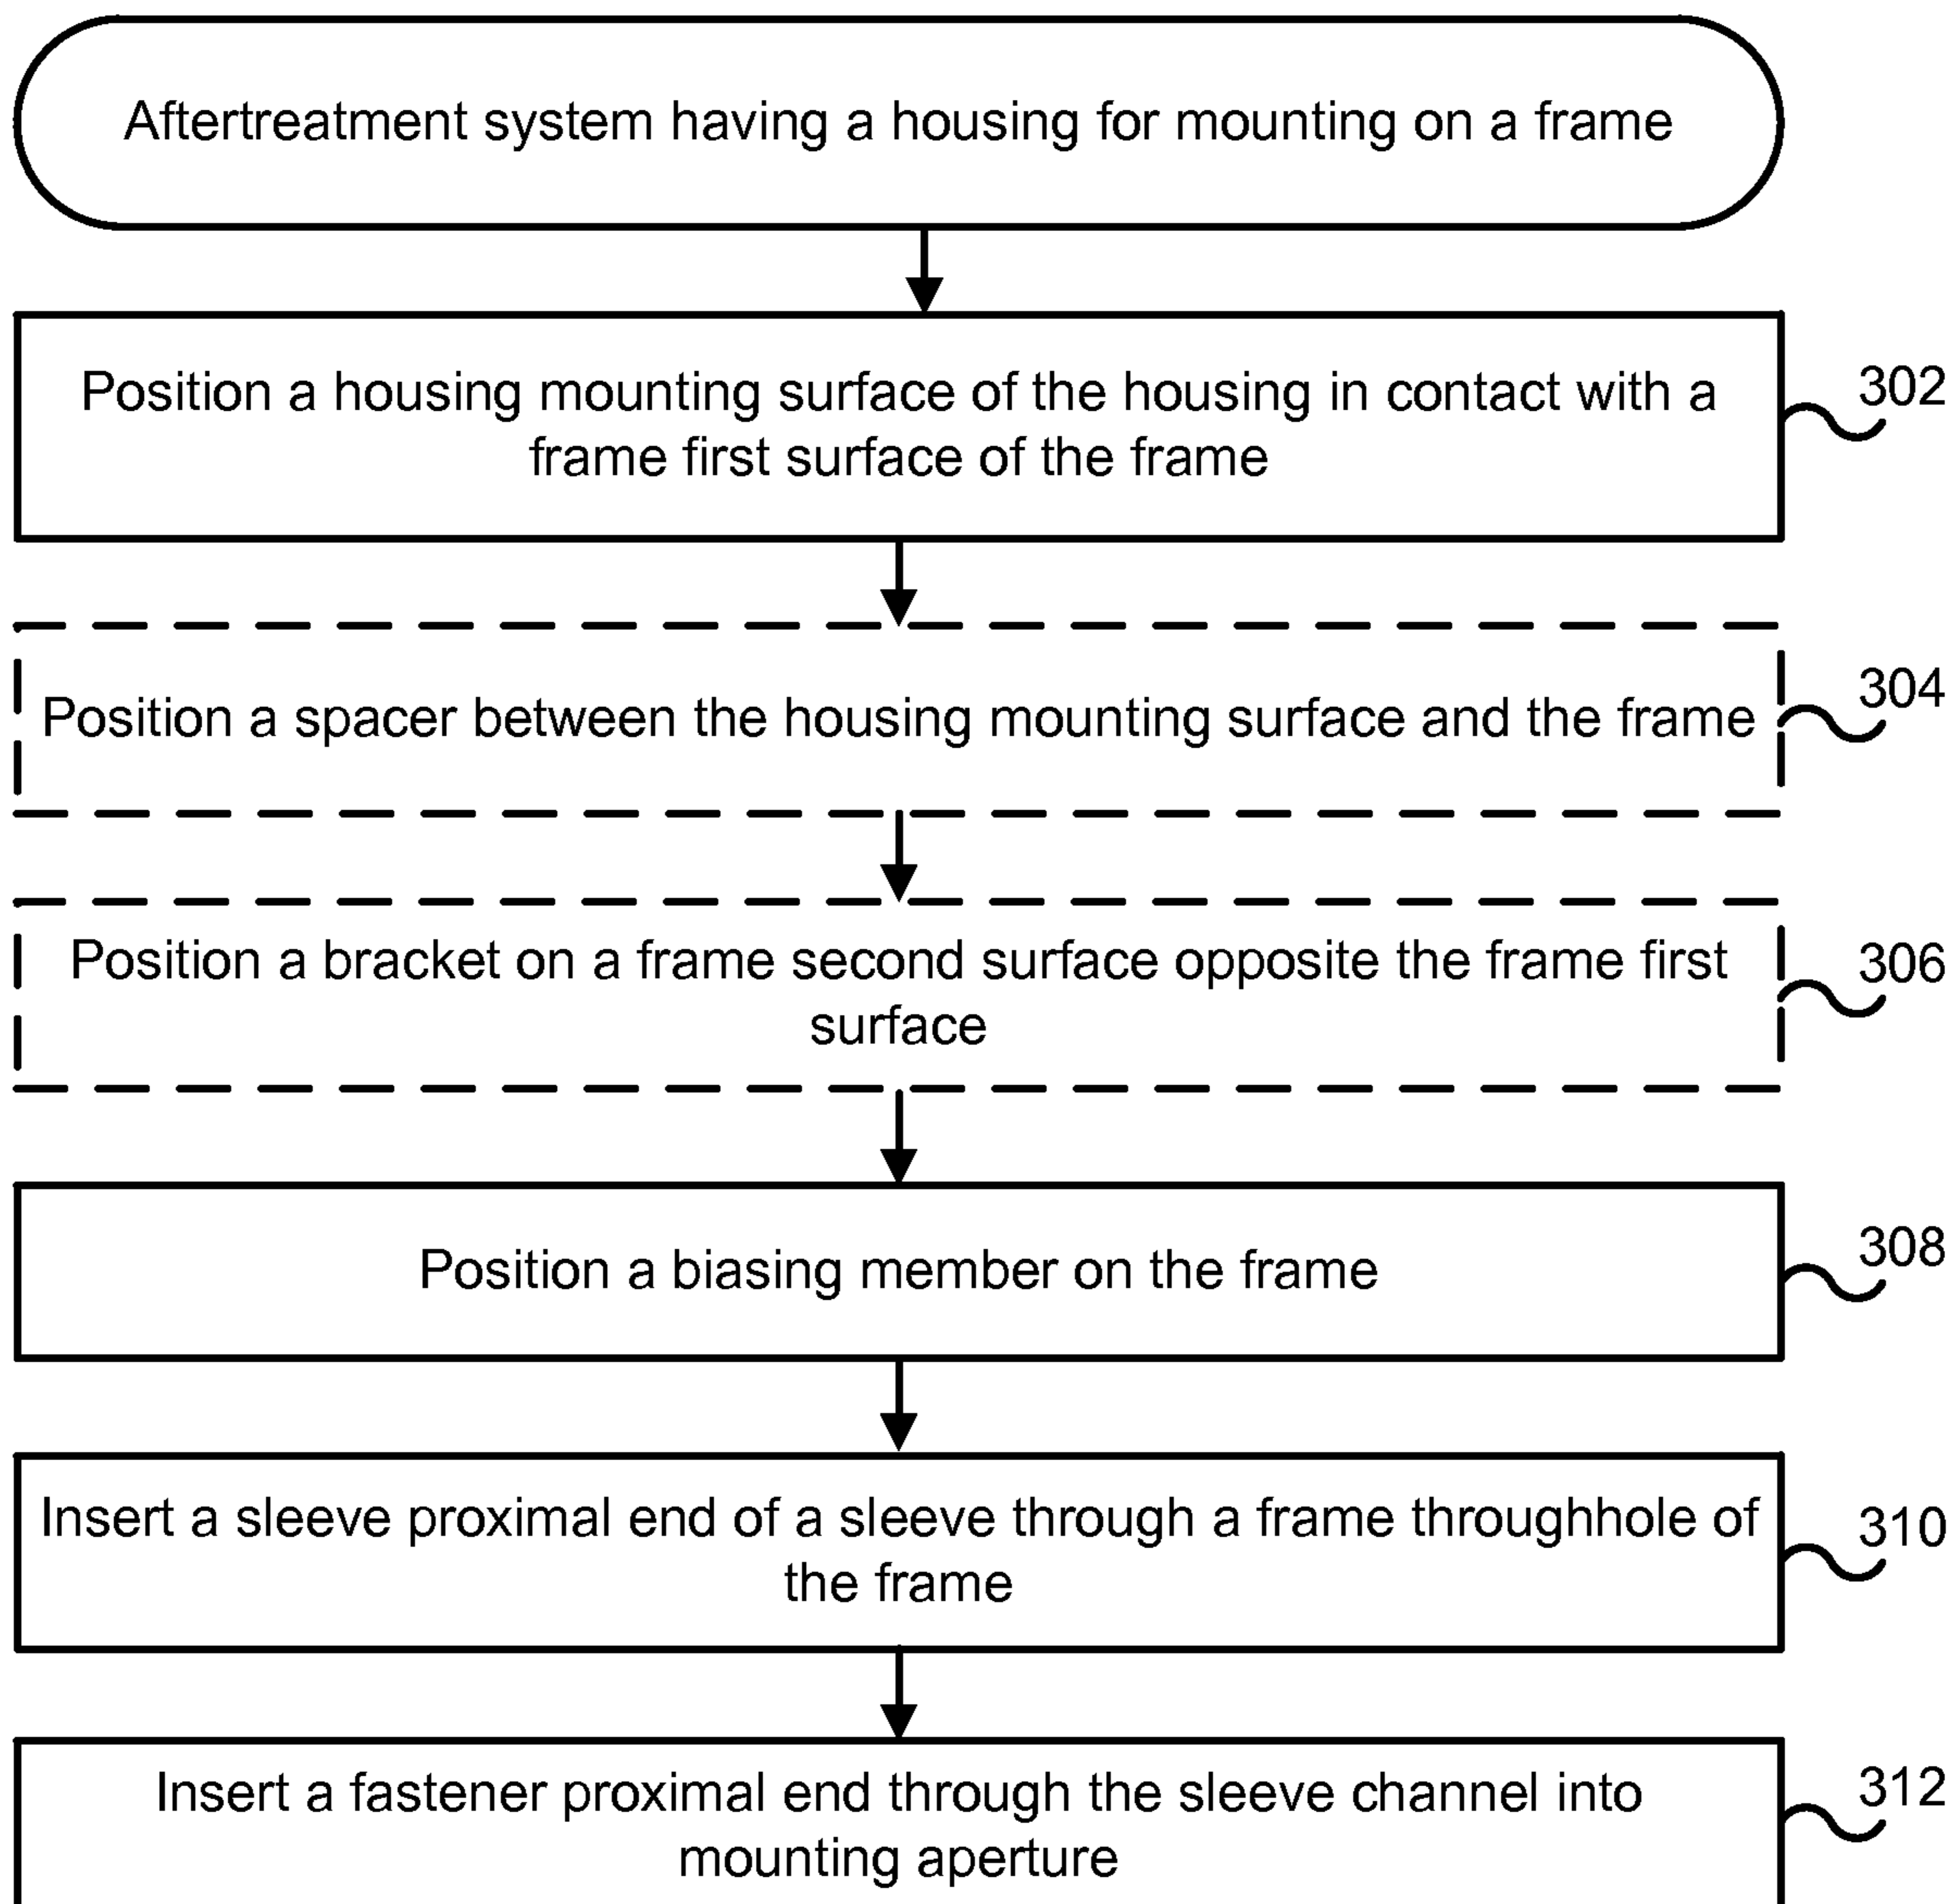 Aftertreatment system having a housing for mounting on a frame
Position a housing mounting surface of the housing in contact with a
frame first surface of the frame
302
Position a spacer between the housing mounting surface and the frame
304
Position a bracket on a frame second surface opposite the frame first
surface
306
Position a biasing member on the frame
308
Insert a sleeve proximal end of a sleeve through a frame throughhole of
the frame
310
Insert a fastener proximal end through the sleeve channel into
mounting aperture
312